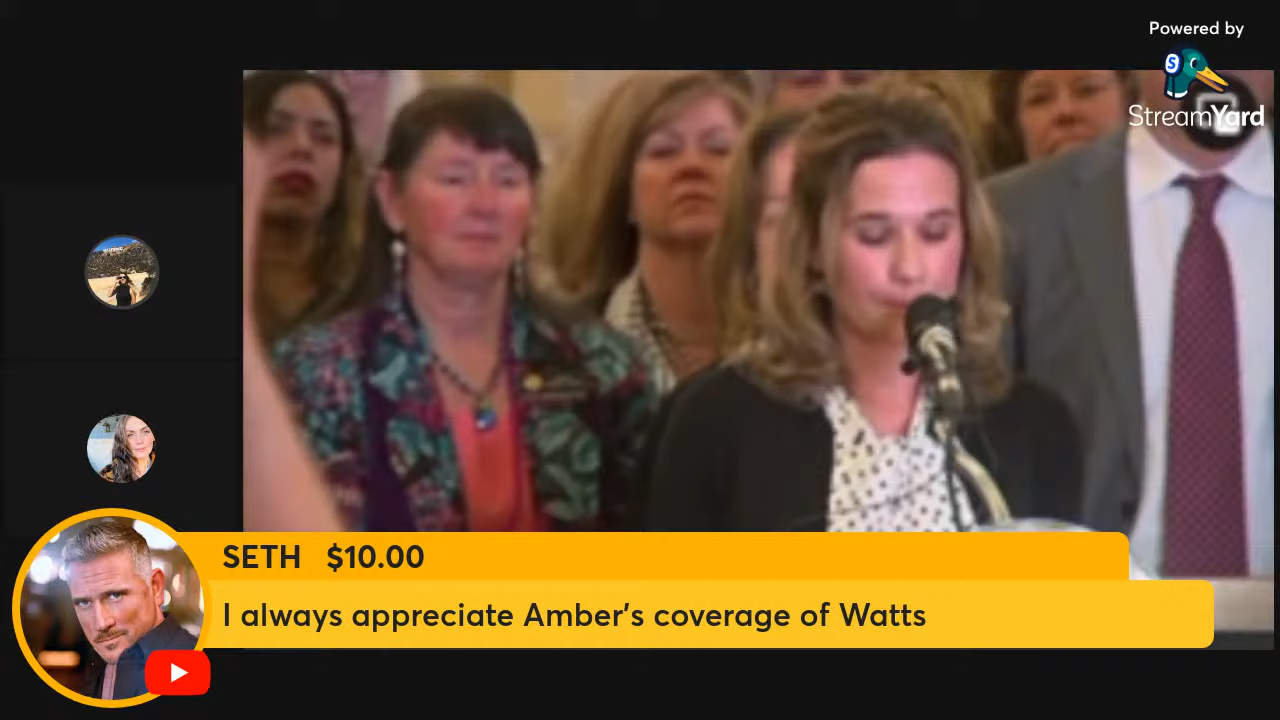 Powered by
StreamYard
SETH $10.00
I always appreciate Amber's coverage of Watts